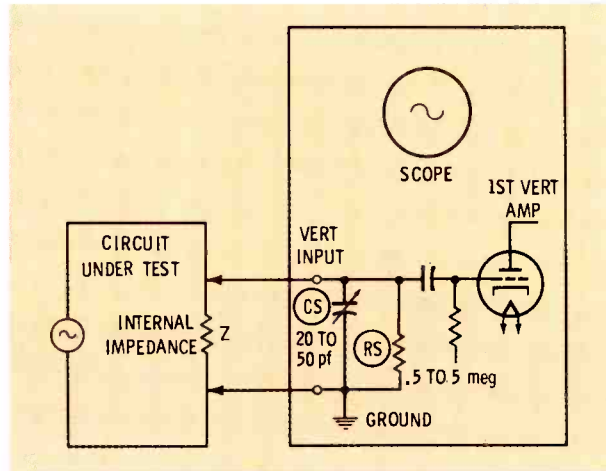 SCOPE
1ST VERT
AMP
CIRCUIT
UNDER TEST
VERT
INPUT
INTERNAL
IMPEDANCE
Z
CS
20 TO
50 pf
RS
.5 TO 5 meg
GROUND